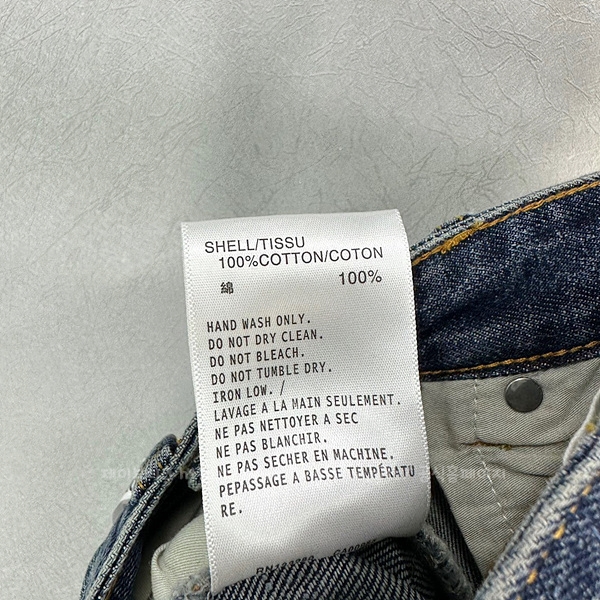 SHELL/TISSU
100%COTTON/COTON
綿 100%
HAND WASH ONLY.
DO NOT DRY CLEAN.
DO NOT BLEACH.
DO NOT TUMBLE DRY.
IRON LOW. /
LAVAGE A LA MAIN SEULEMENT.
NE PAS NETTOYER A SEC
NE PAS BLANCHIR.
NE PAS SECHER EN MACHINE.
PEPASSAGE A BASSE TEMPÉRATU
RE.